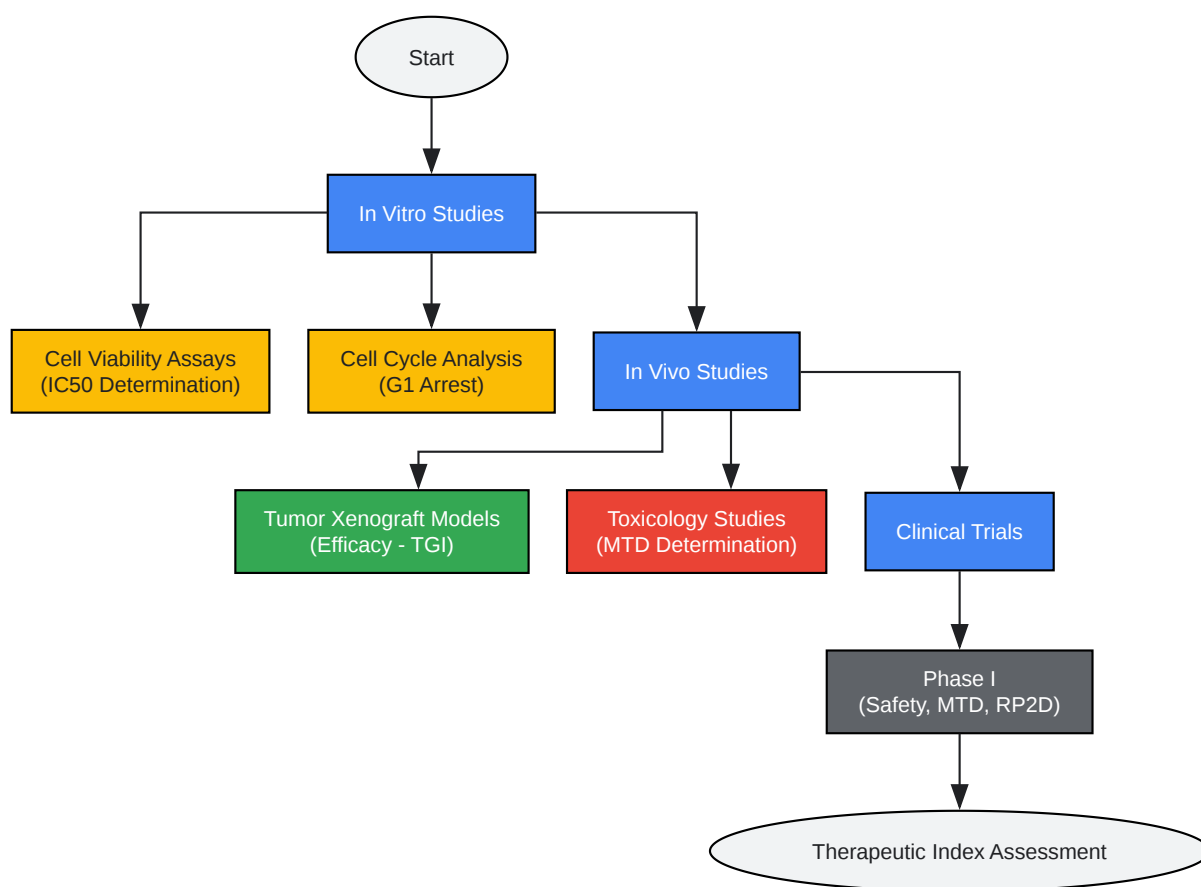 Start
In Vitro Studies
Cell Viability Assays
(IC50 Determination)
Cell Cycle Analysis
(G1 Arrest)
In Vivo Studies
Tumor Xenograft Models
(Efficacy - TGI)
Toxicology Studies
(MTD Determination)
Clinical Trials
Phase I
(Safety, MTD, RP2D)
Therapeutic Index Assessment